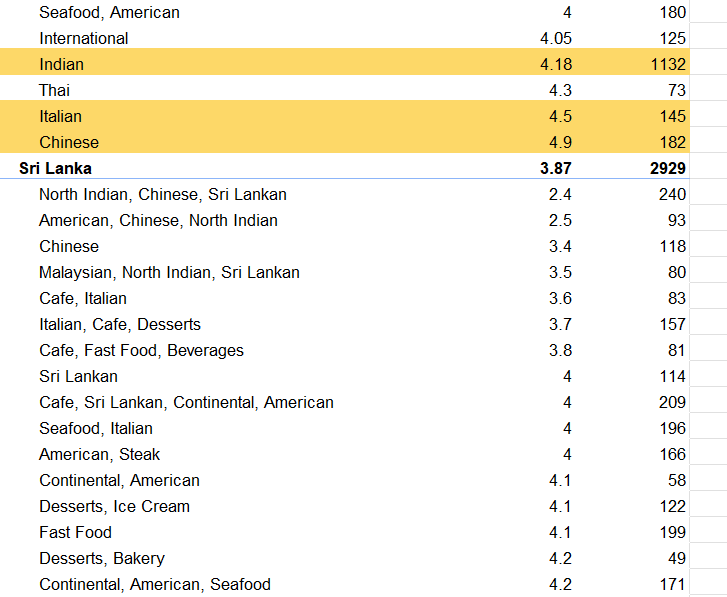 Seafood, American 4 180
International 4.05 125
Indian 4.18 1132
Thai 4.3 73
Italian 4.5 145
Chinese 4.9 182
Sri Lanka 3.87 2929
North Indian, Chinese, Sri Lankan 2.4 240
American, Chinese, North Indian 2.5 93
Chinese 3.4 118
Malaysian, North Indian, Sri Lankan 3.5 80
Cafe, Italian 3.6 83
Italian, Cafe, Desserts 3.7 157
Cafe, Fast Food, Beverages 3.8 81
Sri Lankan 4 114
Cafe, Sri Lankan, Continental, American 4 209
Seafood, Italian 4 196
American, Steak 4 166
Continental, American 4.1 58
Desserts, Ice Cream 4.1 122
Fast Food 4.1 199
Desserts, Bakery 4.2 49
Continental, American, Seafood 4.2 171